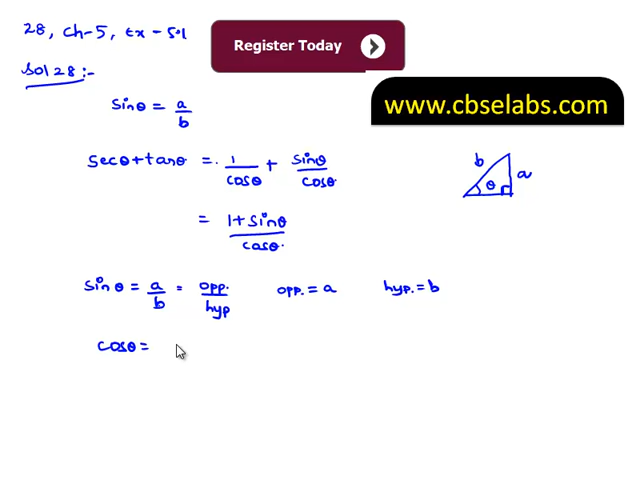 28, ch-5, Ex - 5.1
Register Today
Sol 28 :-
www.cbselabs.com
sinθ = a/b
secθ + tanθ = 1/cosθ + sinθ/cosθ
= 1 + sinθ/cosθ
b
θ
a
sinθ = a/b = opp./hyp opp. = a hyp. = b
cosθ =